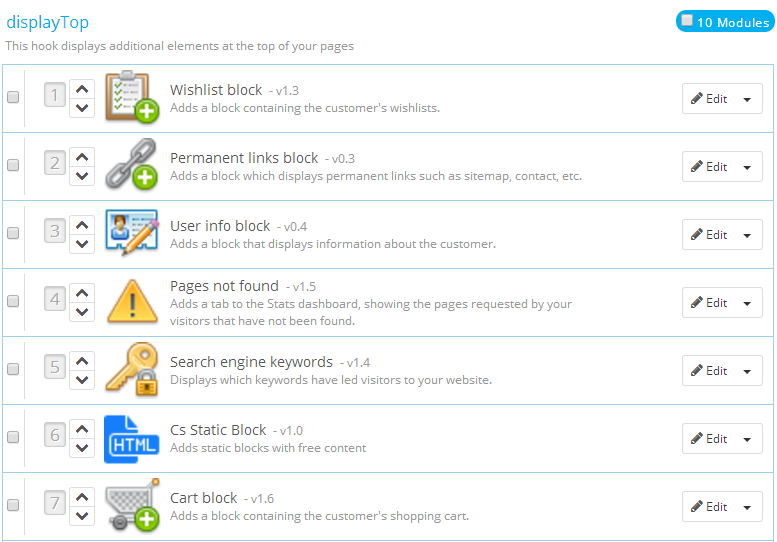 displayTop
10 Modules
This hook displays additional elements at the top of your pages
1
Wishlist block - v1.3
Adds a block containing the customer's wishlists.
Edit
2
Permanent links block - v0.3
Adds a block which displays permanent links such as sitemap, contact, etc.
Edit
3
User info block - v0.4
Adds a block that displays information about the customer.
Edit
4
Pages not found - v1.5
Adds a tab to the Stats dashboard, showing the pages requested by your
visitors that have not been found.
Edit
5
Search engine keywords - v1.4
Displays which keywords have led visitors to your website.
Edit
6
HTML
Cs Static Block - v1.0
Adds static blocks with free content
Edit
7
Cart block - v1.6
Adds a block containing the customer's shopping cart.
Edit